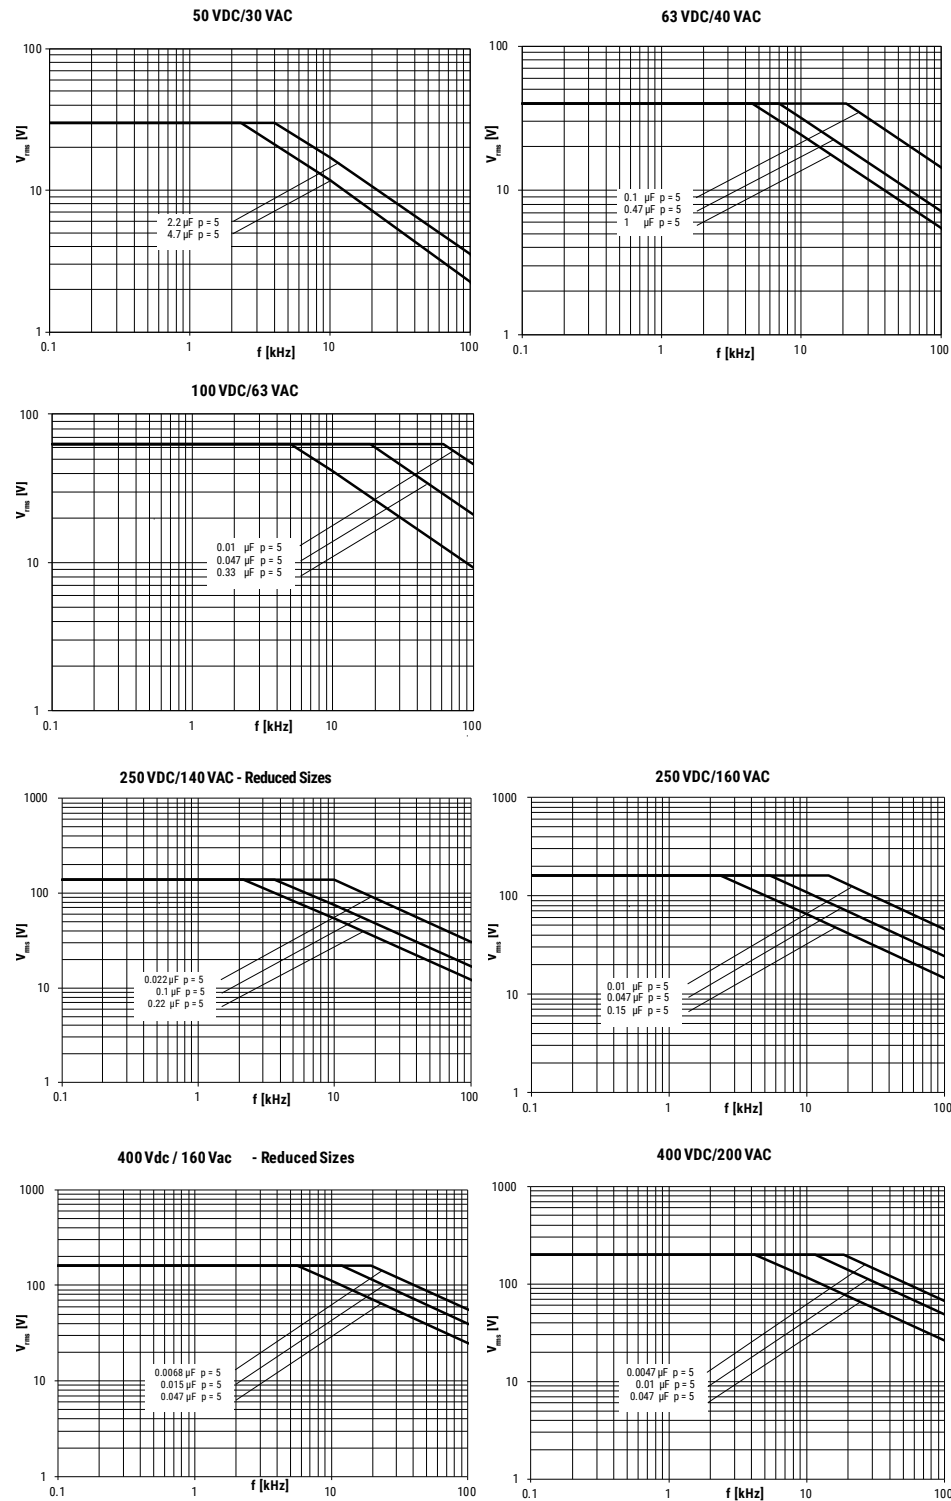 50 VDC/30 VAC
100
10
1
0.1 1 10 100
Vrms [V]
f [kHz]
2.2 µF p = 5
4.7 µF p = 5
63 VDC/40 VAC
100
10
1
0.1 1 10 100
Vrms [V]
f [kHz]
0.1 µF p = 5
0.47 µF p = 5
1 µF p = 5
100 VDC/63 VAC
100
10
1
0.1 1 10 100
Vrms [V]
f [kHz]
0.01 µF p = 5
0.047 µF p = 5
0.33 µF p = 5
250 VDC/140 VAC - Reduced Sizes
1000
100
10
1
0.1 1 10 100
Vrms [V]
f [kHz]
0.022 µF p = 5
0.1 µF p = 5
0.22 µF p = 5
250 VDC/160 VAC
1000
100
10
1
0.1 1 10 100
Vrms [V]
f [kHz]
0.01 µF p = 5
0.047 µF p = 5
0.15 µF p = 5
400 Vdc / 160 Vac - Reduced Sizes
1000
100
10
1
0.1 1 10 100
Vrms [V]
f [kHz]
0.0068 µF p = 5
0.015 µF p = 5
0.047 µF p = 5
400 VDC/200 VAC
1000
100
10
1
0.1 1 10 100
Vrms [V]
f [kHz]
0.0047 µF p = 5
0.01 µF p = 5
0.047 µF p = 5